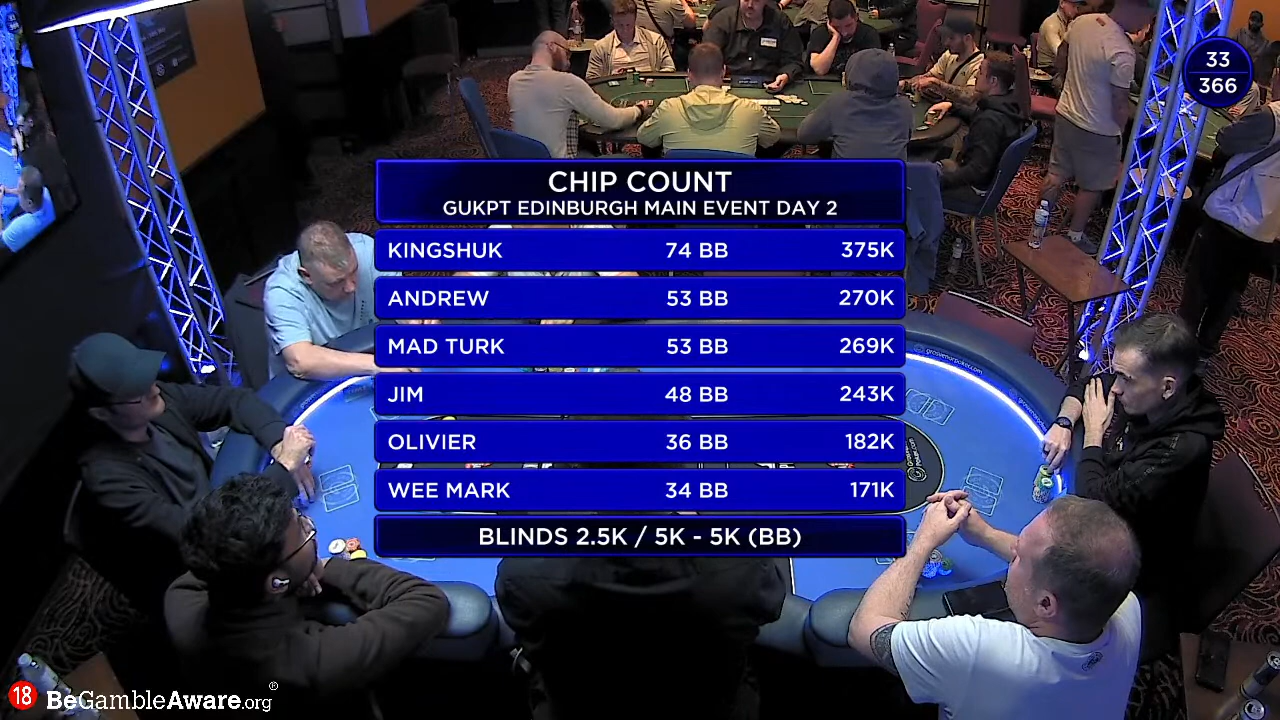 33
366
CHIP COUNT
GUKPT EDINBURGH MAIN EVENT DAY 2
KINGSHUK 74 BB 375K
ANDREW 53 BB 270K
MAD TURK 53 BB 269K
JIM 48 BB 243K
OLIVIER 36 BB 182K
WEE MARK 34 BB 171K
BLINDS 2.5K / 5K - 5K (BB)
grosvenorpoker.com
18 BeGambleAware.org®